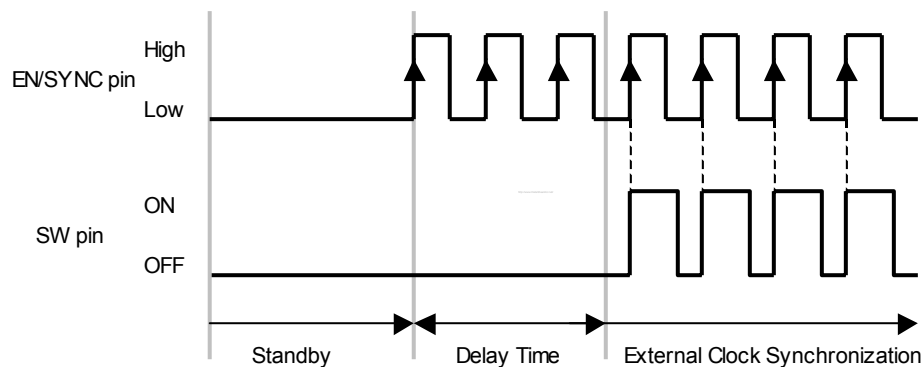 High
EN/SYNC pin
Low
ON
SW pin
OFF
Standby
Delay Time
External Clock Synchronization